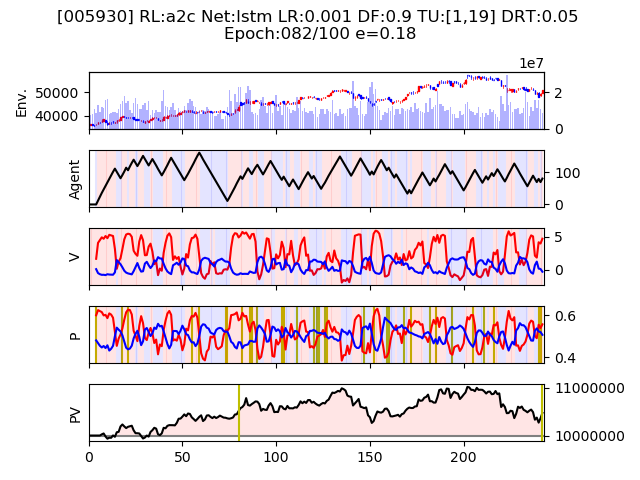 [005930] RL:a2c Net:lstm LR:0.001 DF:0.9 TU:[1,19] DRT:0.05
Epoch:082/100 e=0.18
1e7
Env.
50000
40000
2
0
Agent
100
0
V
5
0
P
0.6
0.4
PV
11000000
10000000
0
50
100
150
200